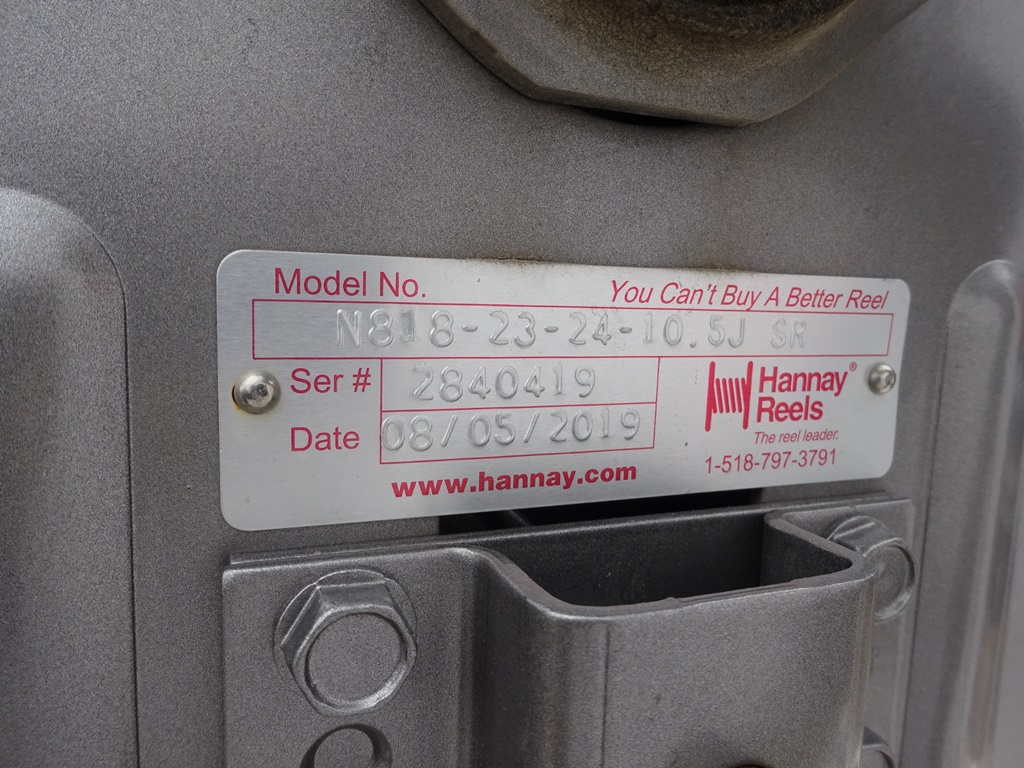 Model No. You Can't Buy A Better Reel
N818-23-24-10.5J SR
Ser # 2840419
Date 08/05/2019
Hannay®
Reels
The reel leader.
www.hannay.com 1-518-797-3791